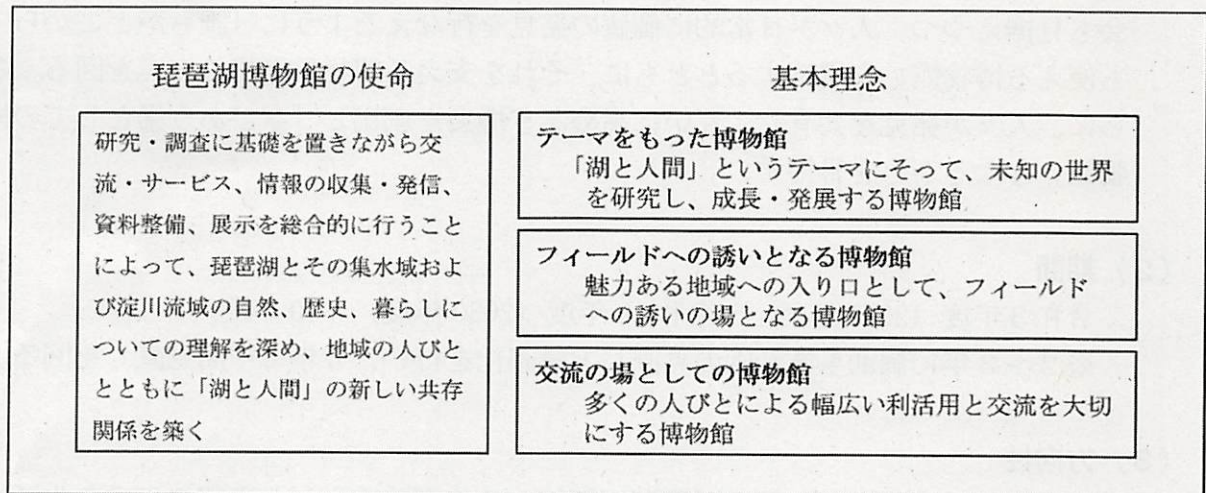 琵琶湖博物館の使命
研究・調査に基礎を置きながら交
流・サービス、情報の収集・発信、
資料整備、展示を総合的に行うこと
によって、琵琶湖とその集水域およ
び淀川流域の自然、歴史、暮らしに
ついての理解を深め、地域の人びと
とともに「湖と人間」の新しい共存
関係を築く
基本理念
テーマをもった博物館
「湖と人間」というテーマにそって、未知の世界
を研究し、成長・発展する博物館
フィールドへの誘いとなる博物館
魅力ある地域への入り口として、フィールド
への誘いの場となる博物館
交流の場としての博物館
多くの人びとによる幅広い利活用と交流を大切
にする博物館